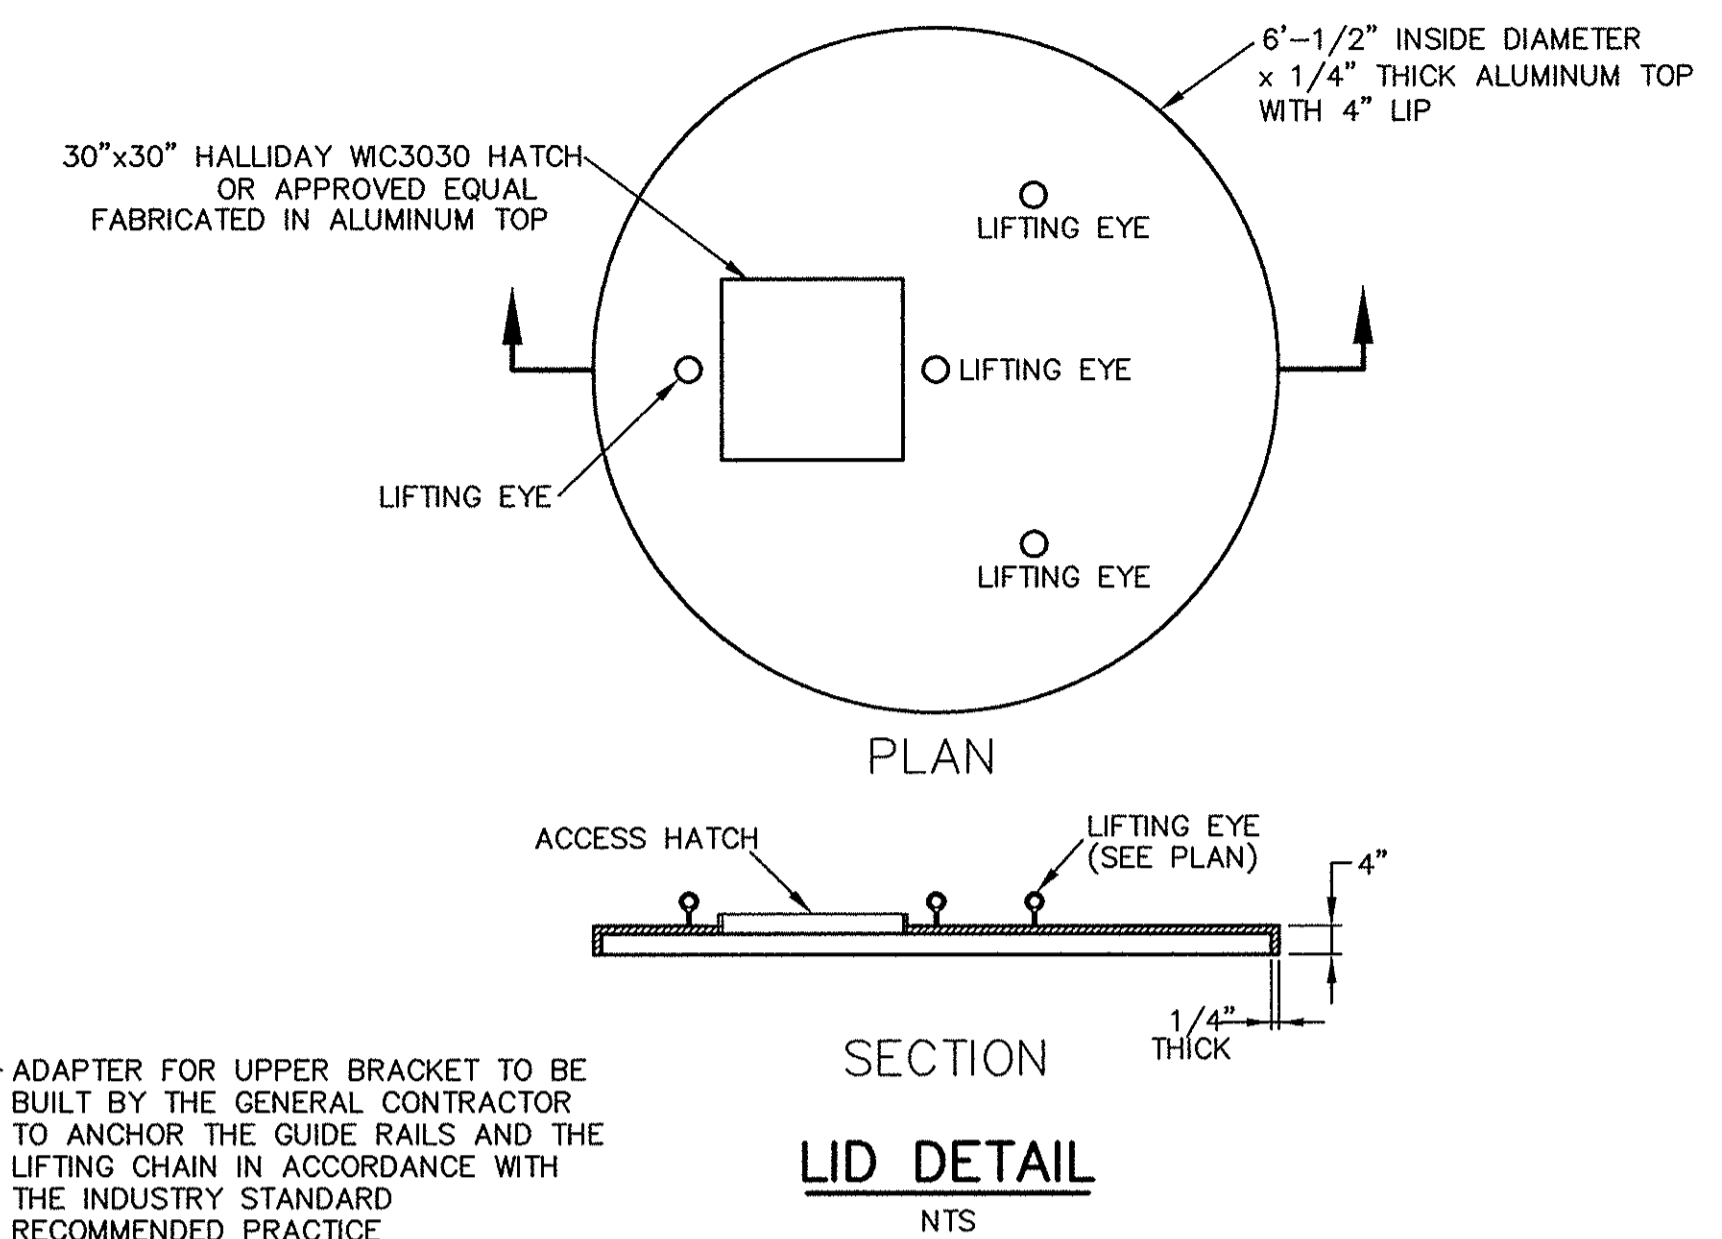 6'-1/2" INSIDE DIAMETER
x 1/4" THICK ALUMINUM TOP
WITH 4" LIP
30"x30" HALLIDAY WIC3030 HATCH
OR APPROVED EQUAL
FABRICATED IN ALUMINUM TOP
LIFTING EYE
LIFTING EYE
LIFTING EYE
LIFTING EYE
PLAN
ACCESS HATCH
LIFTING EYE
(SEE PLAN)
4"
1/4"
THICK
SECTION
ADAPTER FOR UPPER BRACKET TO BE
BUILT BY THE GENERAL CONTRACTOR
TO ANCHOR THE GUIDE RAILS AND THE
LIFTING CHAIN IN ACCORDANCE WITH
THE INDUSTRY STANDARD
RECOMMENDED PRACTICE
LID DETAIL
NTS